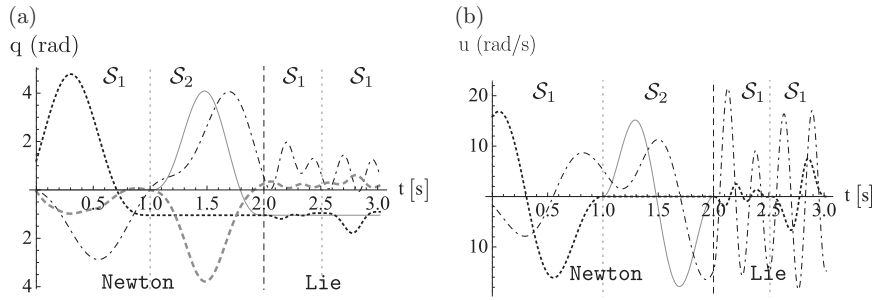 (a)
q (rad)
S1 S2 S1 S1
4
2
0.5 1.0 1.5 2.0 2.5 3.0 t [s]
2
4
Newton Lie
(b)
u (rad/s)
20
S1 S2 S1 S1
10
0.5 1.0 1.5 2.0 2.5 3.0 t [s]
10
Newton Lie